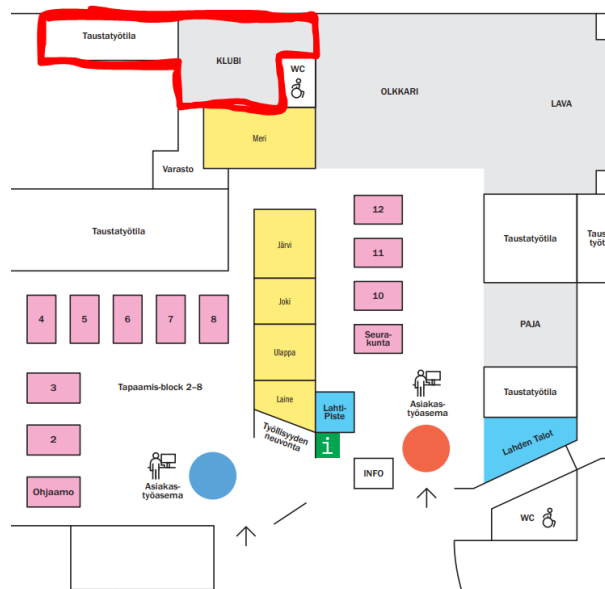 Taustatyötila
KLUBI
WC
OLKKARI
LAVA
Meri
Varasto
Taustatyötila
12
11
10
Seura-
kunta
Järvi
Joki
Ulappa
Laine
Taustatyötila
Taus
työt
PAJA
Taustatyötila
4
5
6
7
8
3
Tapaamis-block 2–8
2
Ohjaamo
Asiakas-
työasema
Työllisyyden
neuvonta
Lahti-
Piste
i
Asiakas-
työasema
INFO
Lahden Talot
WC